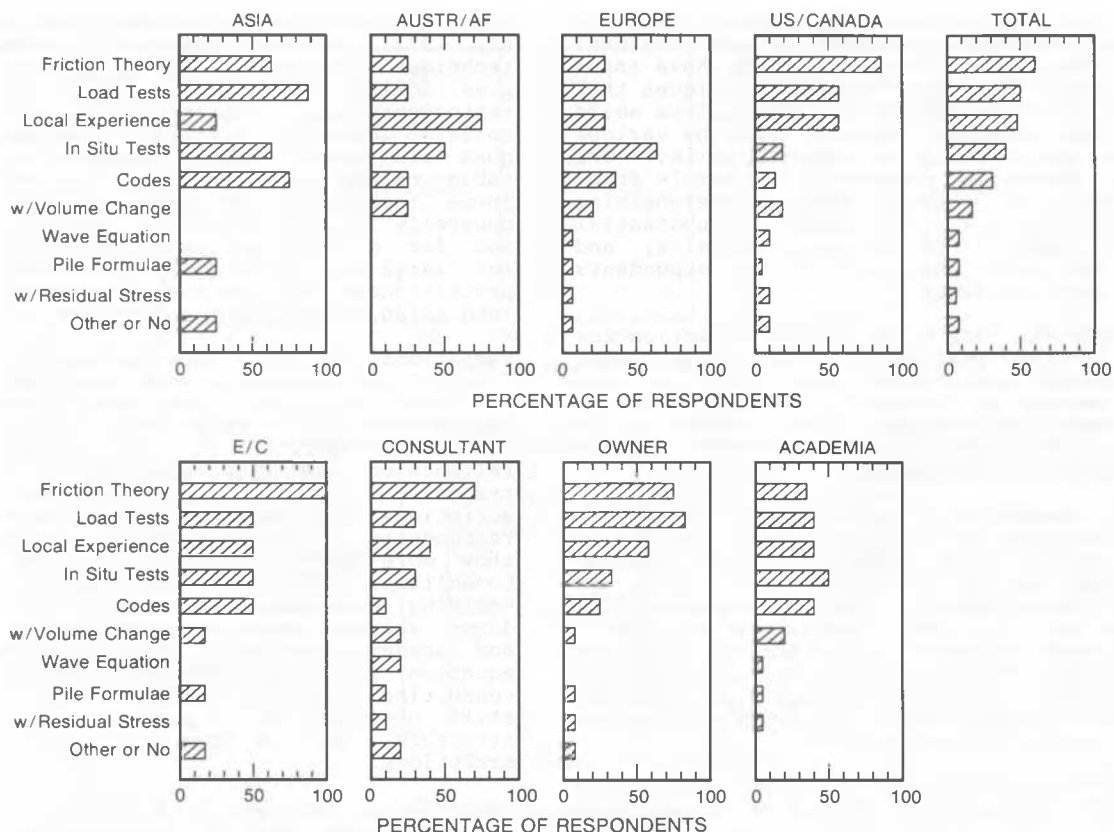 ASIA AUSTR/AF EUROPE US/CANADA TOTAL
Friction Theory
Load Tests
Local Experience
In Situ Tests
Codes
w/Volume Change
Wave Equation
Pile Formulae
w/Residual Stress
Other or No
0 50 100 0 50 100 0 50 100 0 50 100 0 50 100
PERCENTAGE OF RESPONDENTS
E/C CONSULTANT OWNER ACADEMIA
Friction Theory
Load Tests
Local Experience
In Situ Tests
Codes
w/Volume Change
Wave Equation
Pile Formulae
w/Residual Stress
Other or No
0 50 100 0 50 100 0 50 100 0 50 100
PERCENTAGE OF RESPONDENTS